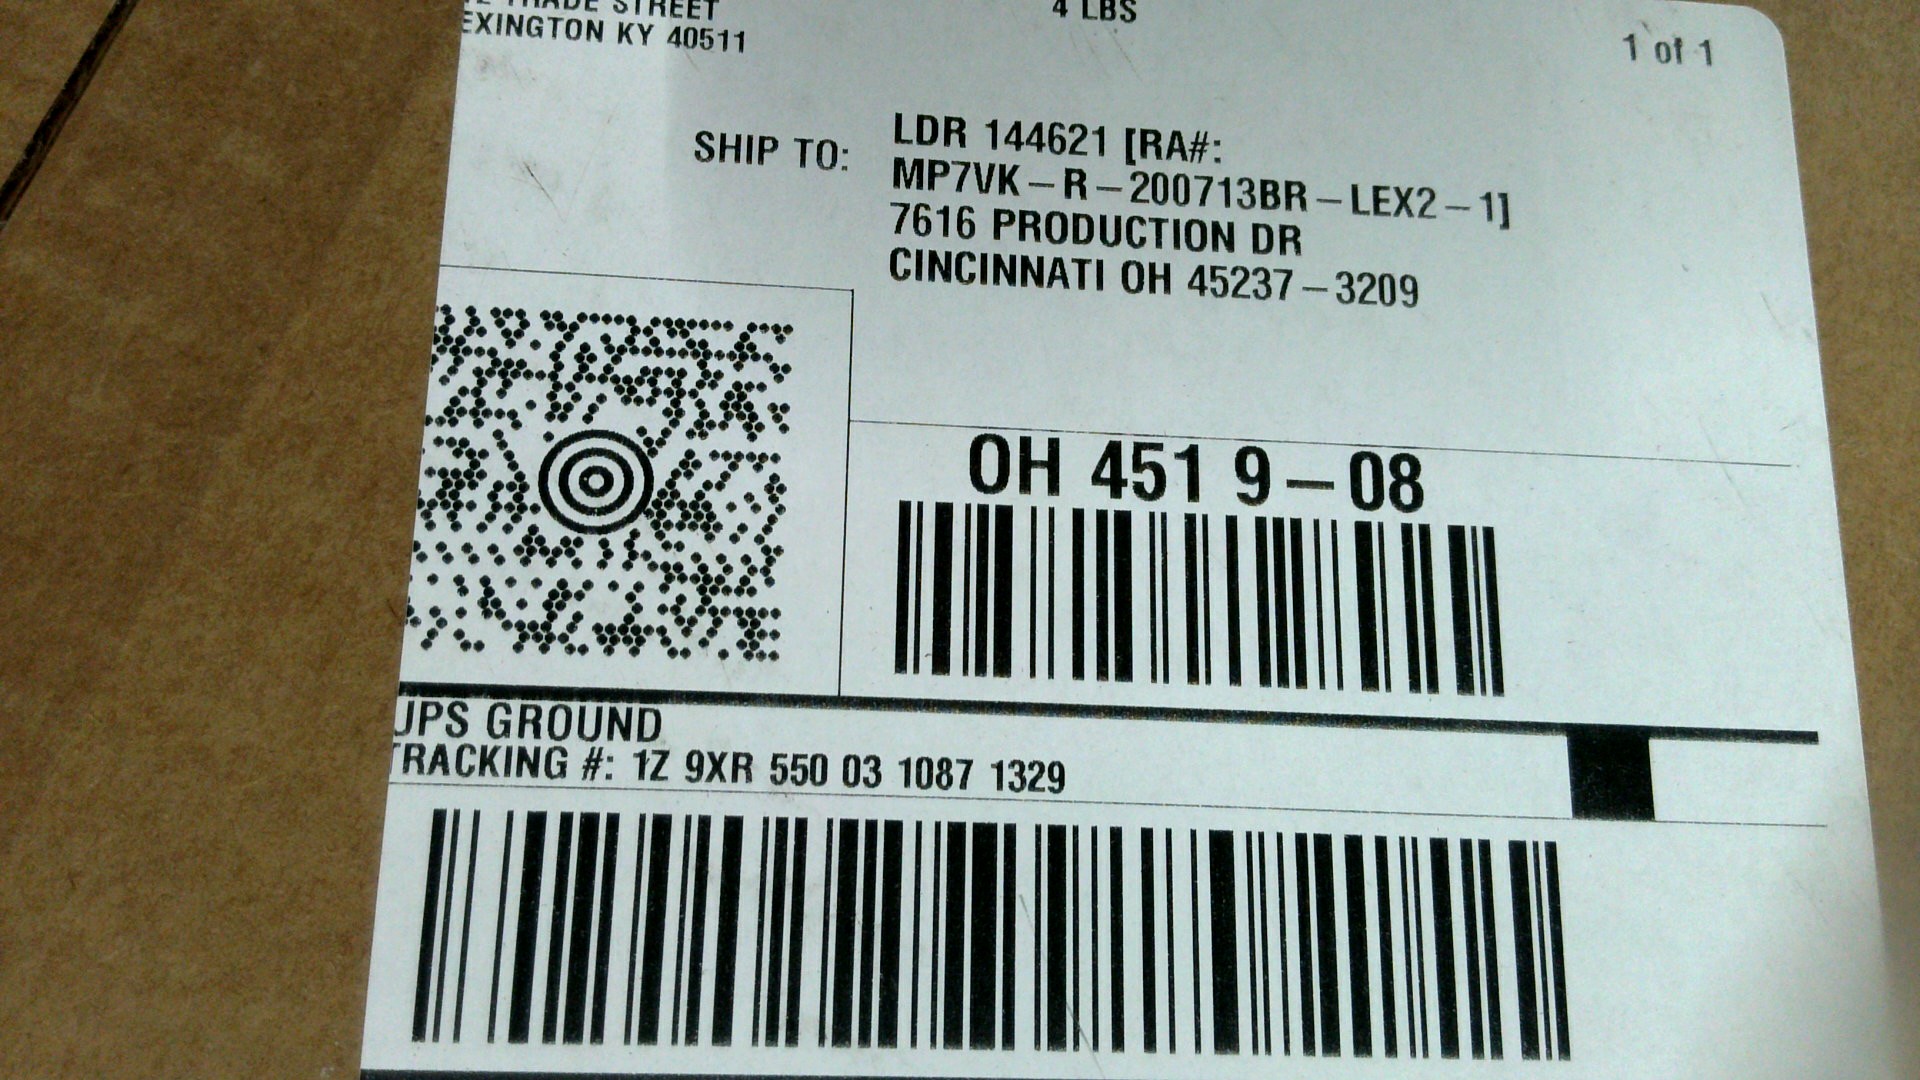 TRADE STREET
EXINGTON KY 40511
4 LBS
1 of 1
SHIP TO:
LDR 144621 [RA#:
MP7VK-R-200713BR-LEX2-1]
7616 PRODUCTION DR
CINCINNATI OH 45237-3209
OH 451 9-08
UPS GROUND
TRACKING #: 1Z 9XR 550 03 1087 1329